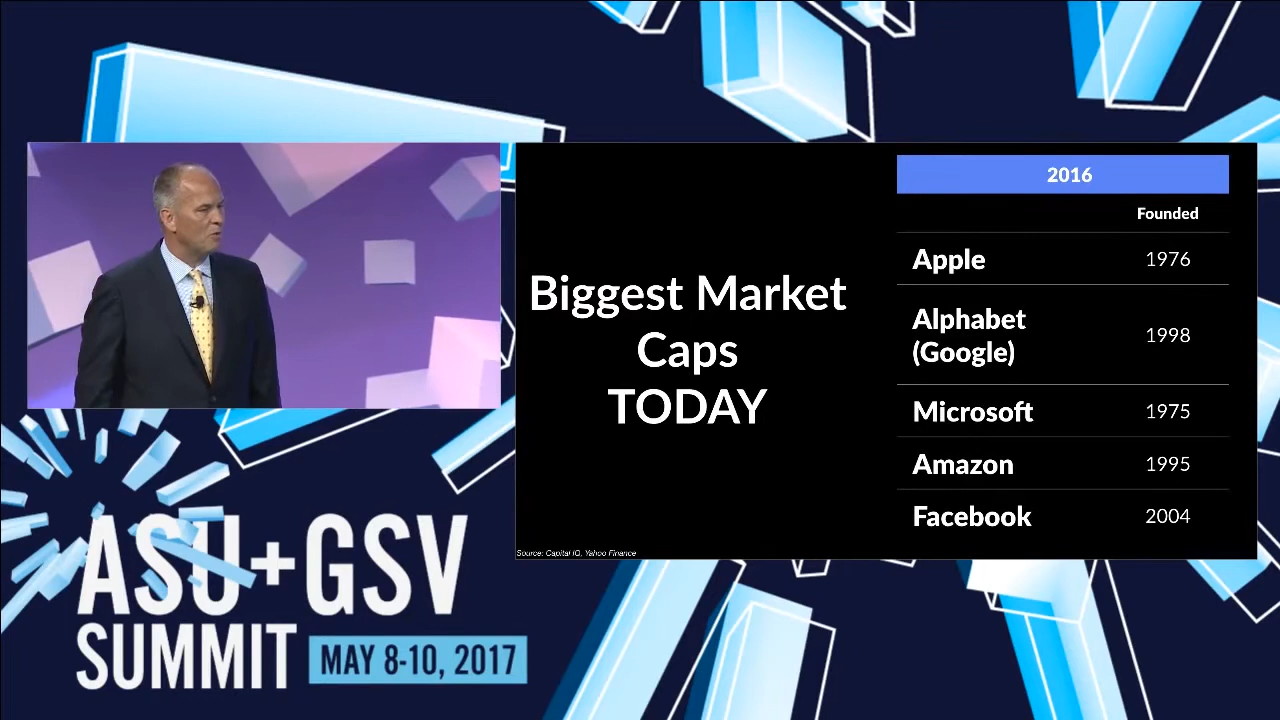 2016
Founded
Apple 1976
Alphabet
(Google) 1998
Microsoft 1975
Amazon 1995
Facebook 2004
Biggest Market
Caps
TODAY
Source: Capital IQ, Yahoo Finance
ASU+GSV
SUMMIT
MAY 8-10, 2017